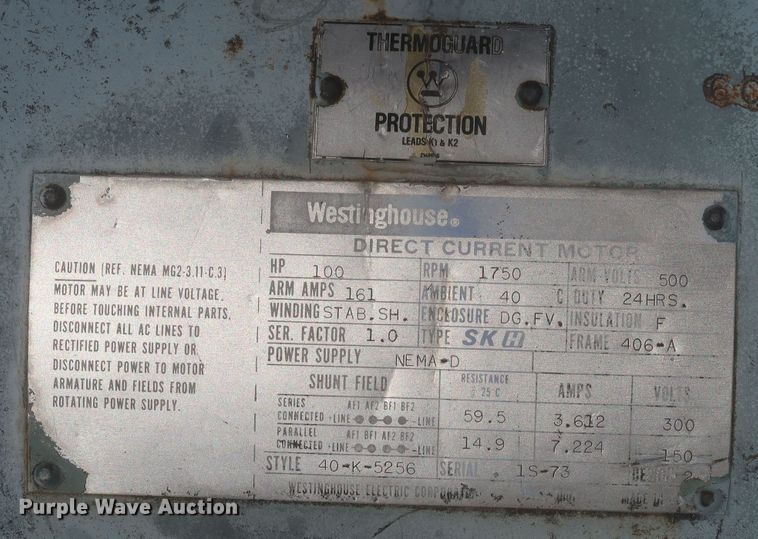 THERMOGUARD
PROTECTION
LEADS K1 & K2
Westinghouse®
DIRECT CURRENT MOTOR
CAUTION (REF. NEMA MG2-3.11-C.3)
MOTOR MAY BE AT LINE VOLTAGE.
BEFORE TOUCHING INTERNAL PARTS,
DISCONNECT ALL AC LINES TO
RECTIFIED POWER SUPPLY OR
DISCONNECT POWER TO MOTOR
ARMATURE AND FIELDS FROM
ROTATING POWER SUPPLY.
HP 100 RPM 1750 ARM VOLTS 500
ARM AMPS 161 AMBIENT 40 C DUTY 24HRS.
WINDING STAB.SH. ENCLOSURE DG.FV. INSULATION F
SER. FACTOR 1.0 TYPE SKH FRAME 406-A
POWER SUPPLY NEMA-D
SHUNT FIELD RESISTANCE @ 25 C AMPS VOLTS
SERIES AF1 AF2 BF1 BF2
CONNECTED +LINE -LINE 59.5 3.612 300
PARALLEL AF1 BF1 AF2 BF2
CONNECTED +LINE -LINE 14.9 7.224 150
STYLE 40-K-5256 SERIAL 1S-73
WESTINGHOUSE ELECTRIC CORPORATION
Purple Wave Auction